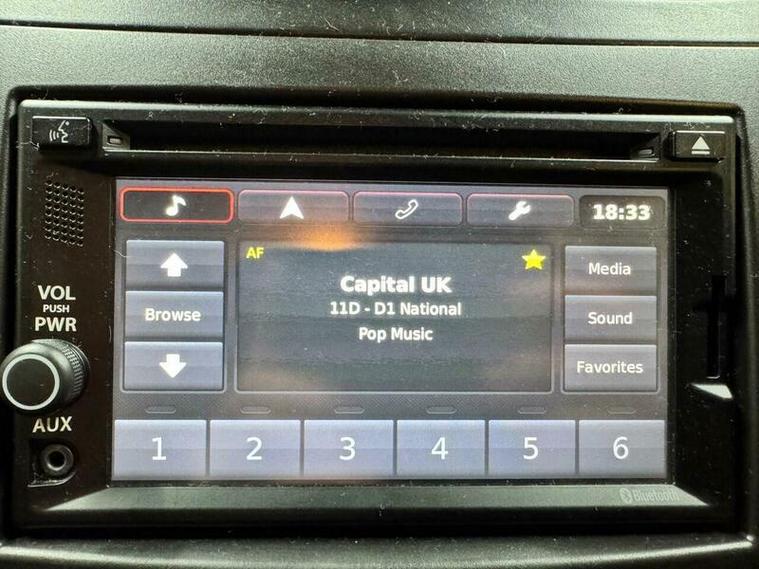 18:33
AF
Capital UK
11D - D1 National
Pop Music
Browse
Media
Sound
Favorites
VOL
PUSH
PWR
AUX
1 2 3 4 5 6
Bluetooth